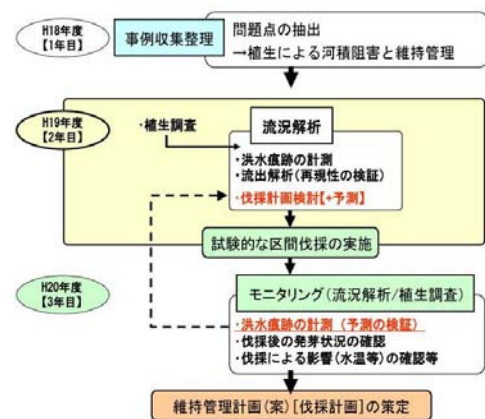 H18年度
【1年目】
事例収集整理
問題点の抽出
→植生による河積阻害と維持管理
H19年度
【2年目】
・植生調査
流況解析
・洪水痕跡の計測
・流出解析(再現性の検証)
・伐採計画検討【+予測】
試験的な区間伐採の実施
H20年度
【3年目】
モニタリング(流況解析/植生調査)
・洪水痕跡の計測（予測の検証）
・伐採後の発芽状況の確認
・伐採による影響(水温等)の確認等
維持管理計画(案)[伐採計画]の策定